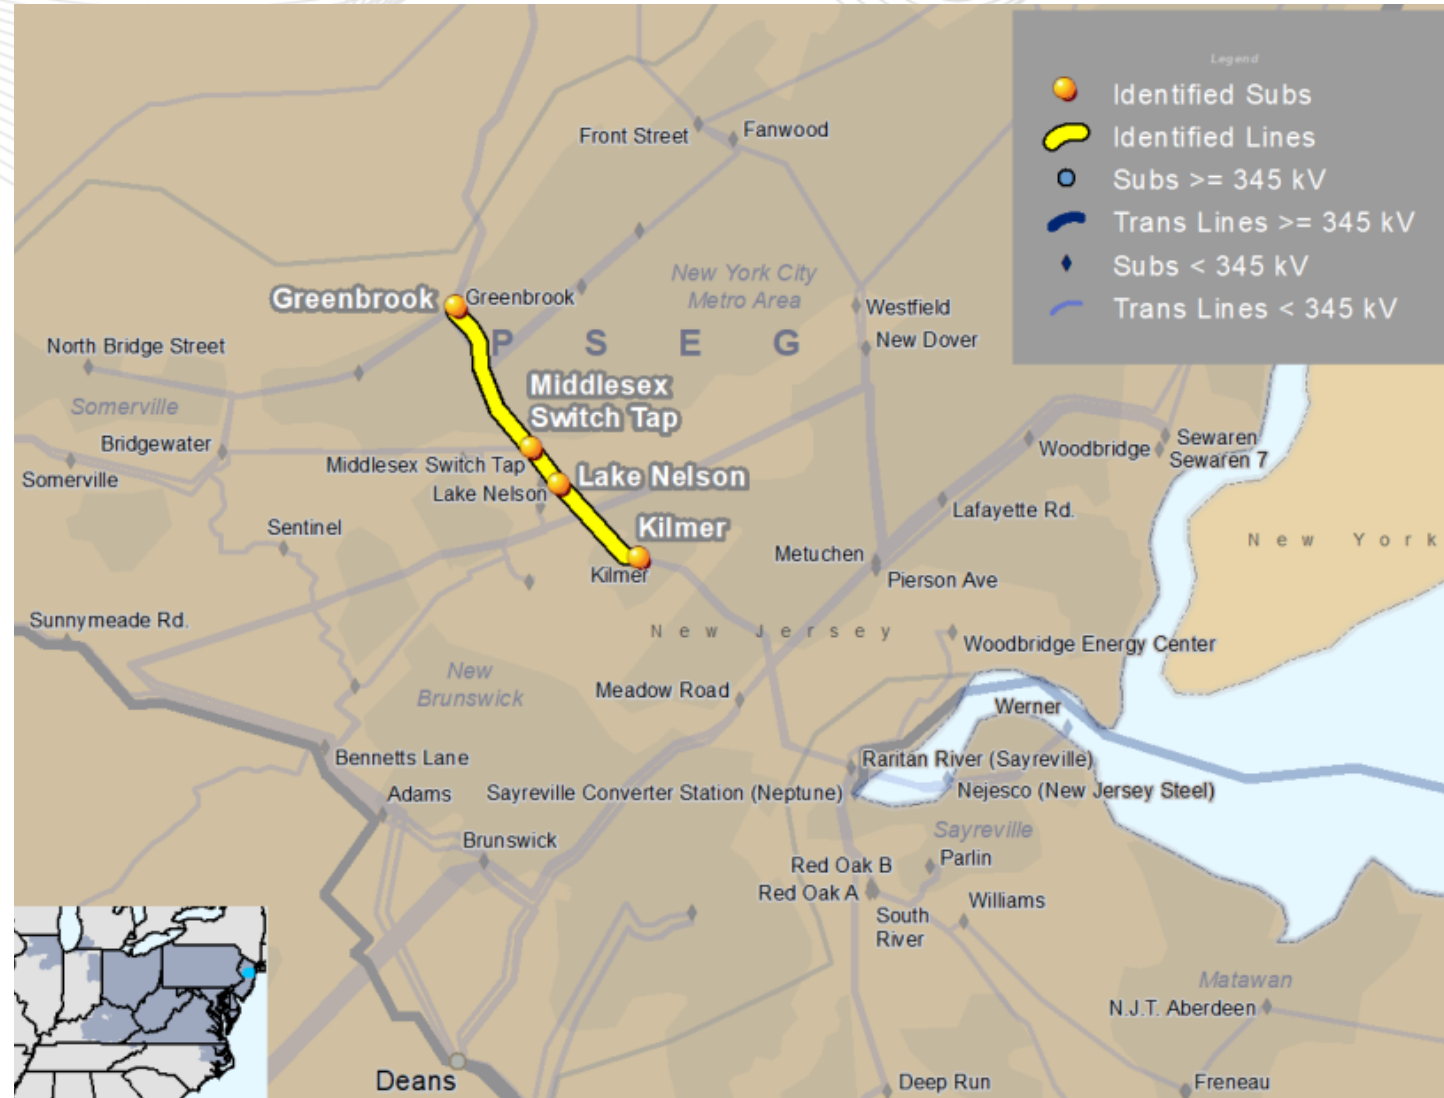 Legend
Identified Subs
Identified Lines
Subs >= 345 kV
Trans Lines >= 345 kV
Subs < 345 kV
Trans Lines < 345 kV
Front Street
Fanwood
New York City
Metro Area
Greenbrook
Greenbrook
Westfield
New Dover
P S E G
North Bridge Street
Somerville
Middlesex
Switch Tap
Bridgewater
Somerville
Middlesex Switch Tap
Lake Nelson
Lake Nelson
Woodbridge
Sewaren
Sewaren 7
Lafayette Rd.
Sentinel
Kilmer
Kilmer
Metuchen
Pierson Ave
New York
Sunnymeade Rd.
New Jersey
Woodbridge Energy Center
New
Brunswick
Meadow Road
Werner
Bennetts Lane
Raritan River (Sayreville)
Adams
Sayreville Converter Station (Neptune)
Nejesco (New Jersey Steel)
Brunswick
Sayreville
Red Oak B
Parlin
Red Oak A
Williams
South
River
Matawan
N.J.T. Aberdeen
Deans
Deep Run
Freneau